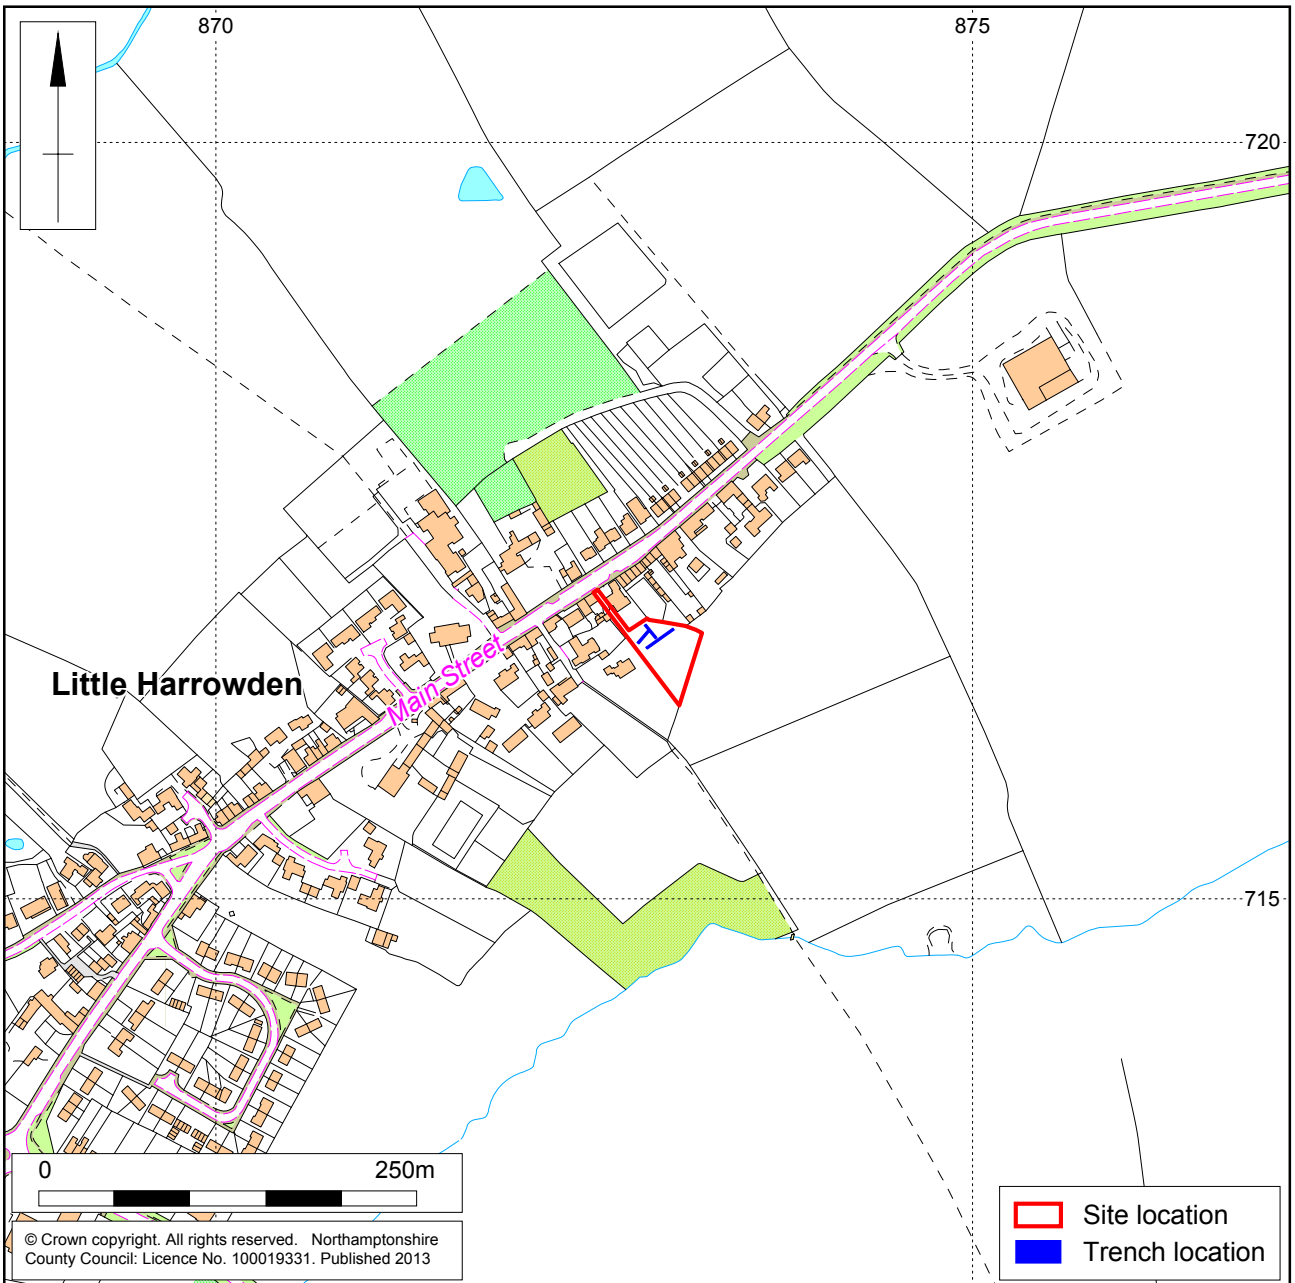 870
875
720
Main Street
Little Harrowden
715
0
250m
© Crown copyright. All rights reserved. Northamptonshire
County Council: Licence No. 100019331. Published 2013
Site location
Trench location